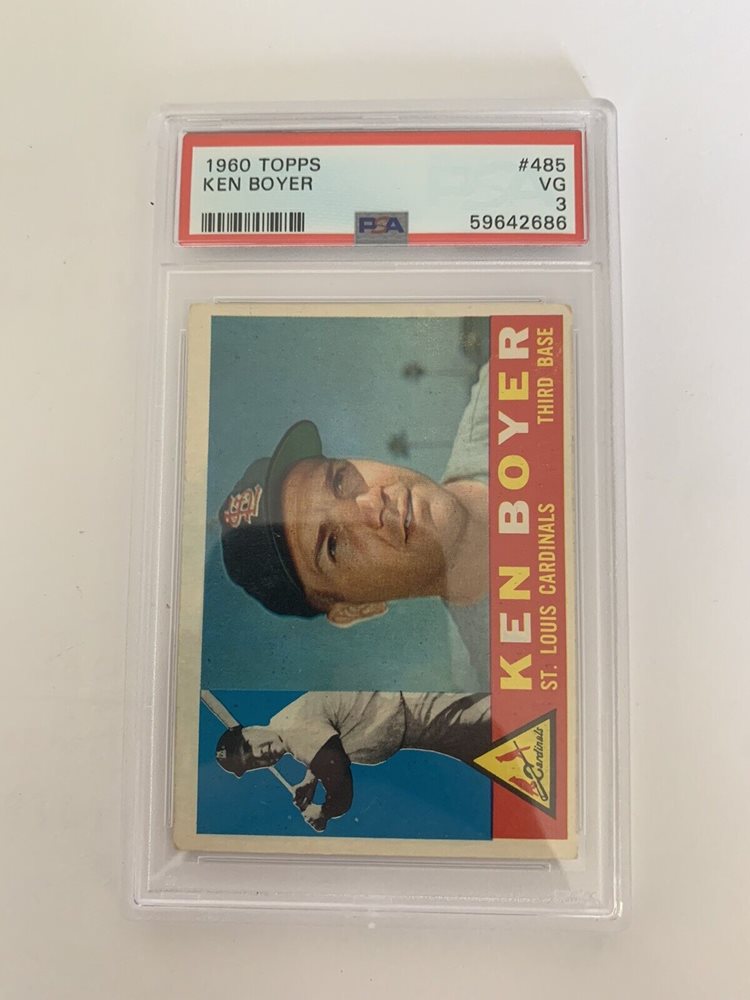 1960 TOPPS #485
KEN BOYER VG
3
PSA 59642686
KEN BOYER
ST. LOUIS CARDINALS THIRD BASE
Cardinals